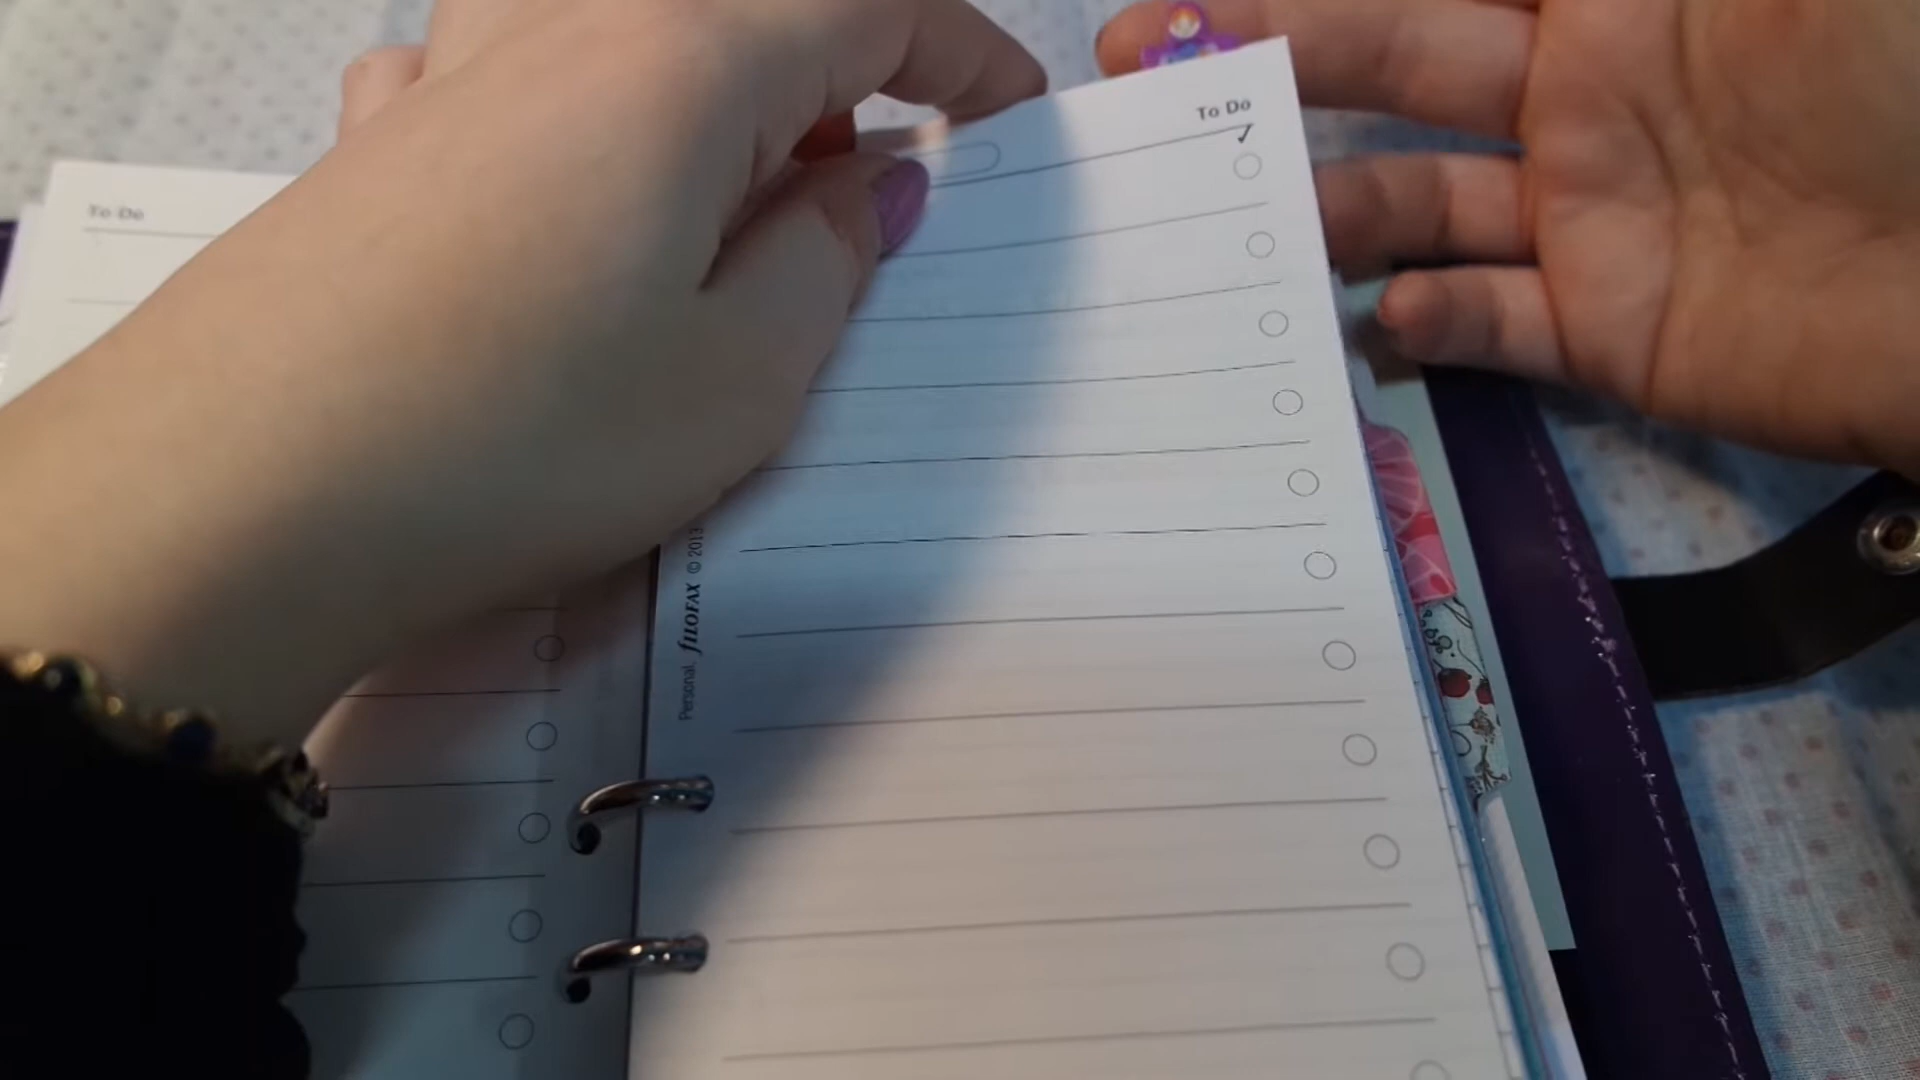 To Do
To Do
✓
Personal. fILOFAX © 2013